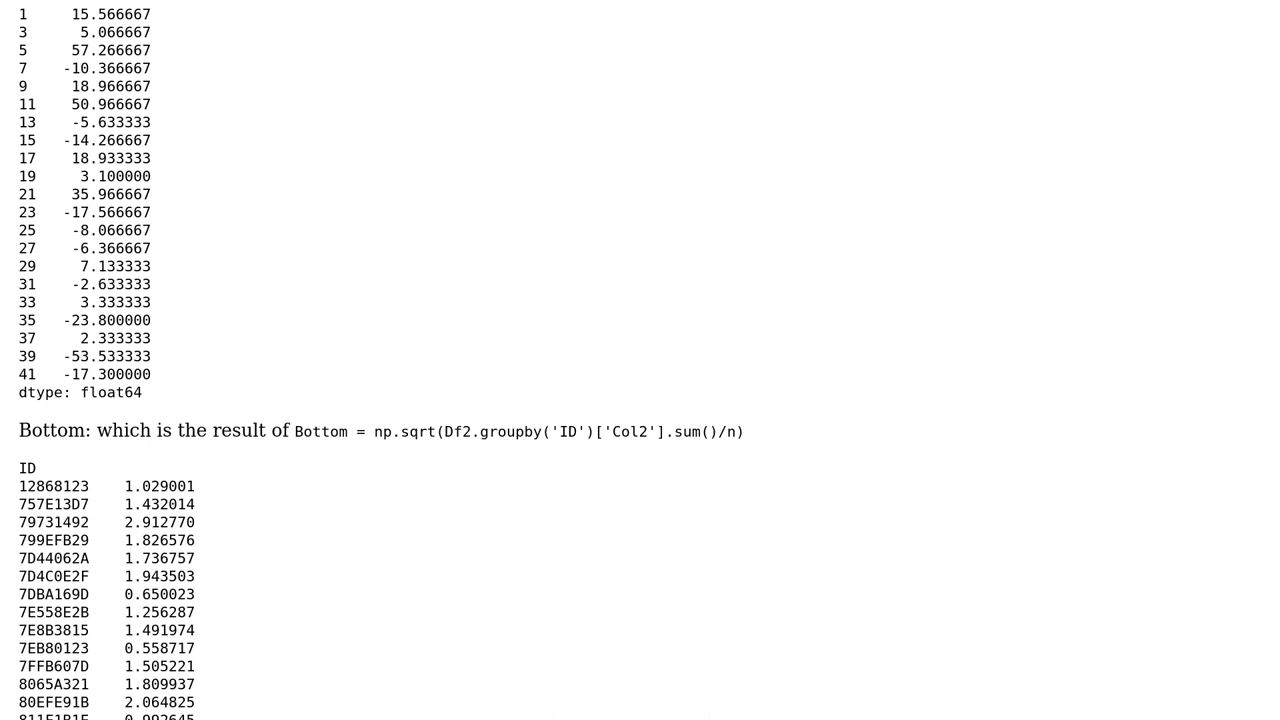 1     15.566667
3      5.066667
5     57.266667
7    -10.366667
9     18.966667
11    50.966667
13    -5.633333
15   -14.266667
17    18.933333
19     3.100000
21    35.966667
23   -17.566667
25    -8.066667
27    -6.366667
29     7.133333
31    -2.633333
33     3.333333
35   -23.800000
37     2.333333
39   -53.533333
41   -17.300000
dtype: float64
Bottom: which is the result of Bottom = np.sqrt(Df2.groupby('ID')['Col2'].sum()/n)
ID
12868123    1.029001
757E13D7    1.432014
79731492    2.912770
799EFB29    1.826576
7D44062A    1.736757
7D4C0E2F    1.943503
7DBA169D    0.650023
7E558E2B    1.256287
7E8B3815    1.491974
7EB80123    0.558717
7FFB607D    1.505221
8065A321    1.809937
80EFE91B    2.064825